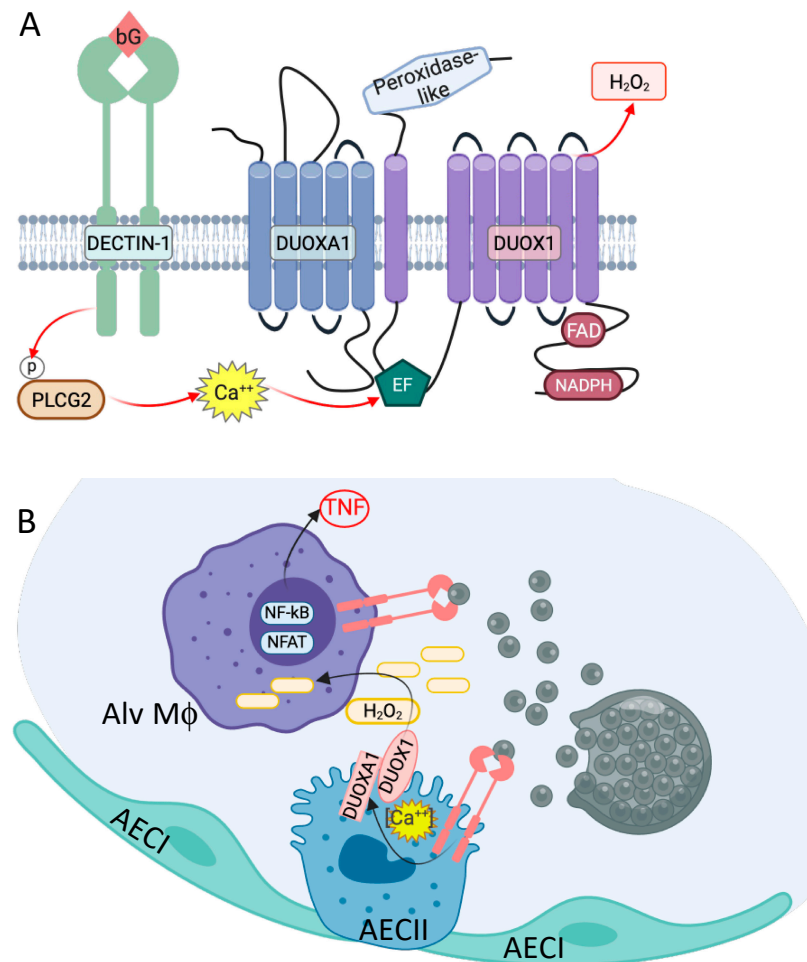 A
bG
Peroxidase-
like
H₂O₂
DECTIN-1
DUOXA1
DUOX1
p
PLCG2
Ca⁺⁺
EF
FAD
NADPH
B
TNF
NF-kB
NFAT
Alv Mϕ
H₂O₂
DUOXA1
DUOX1
[Ca⁺⁺]
AECI
AECII
AECI